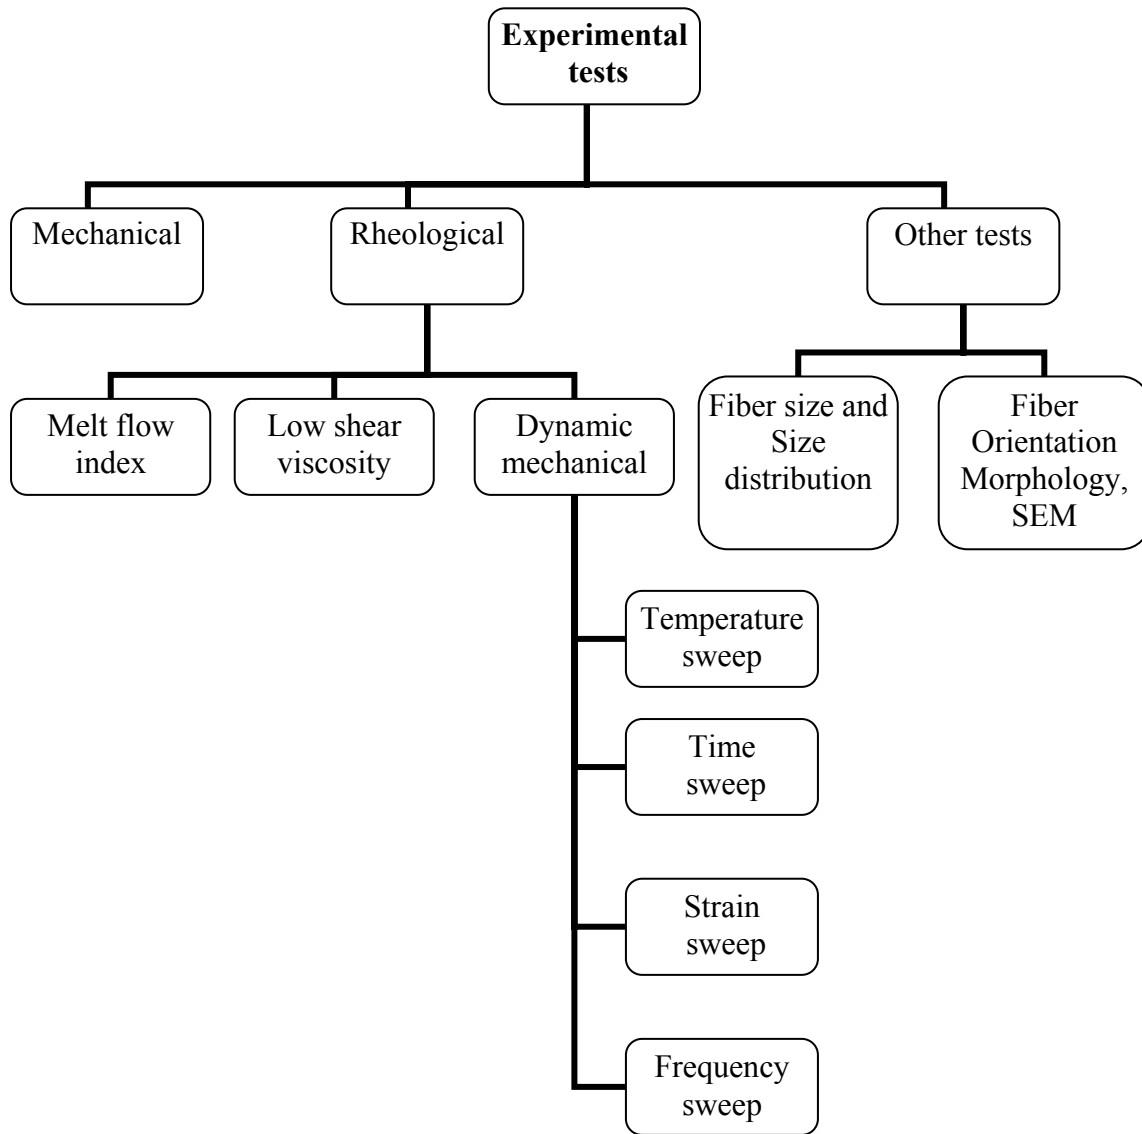 Experimental
tests
Mechanical
Rheological
Other tests
Melt flow
index
Low shear
viscosity
Dynamic
mechanical
Fiber size and
Size
distribution
Fiber
Orientation
Morphology,
SEM
Temperature
sweep
Time
sweep
Strain
sweep
Frequency
sweep